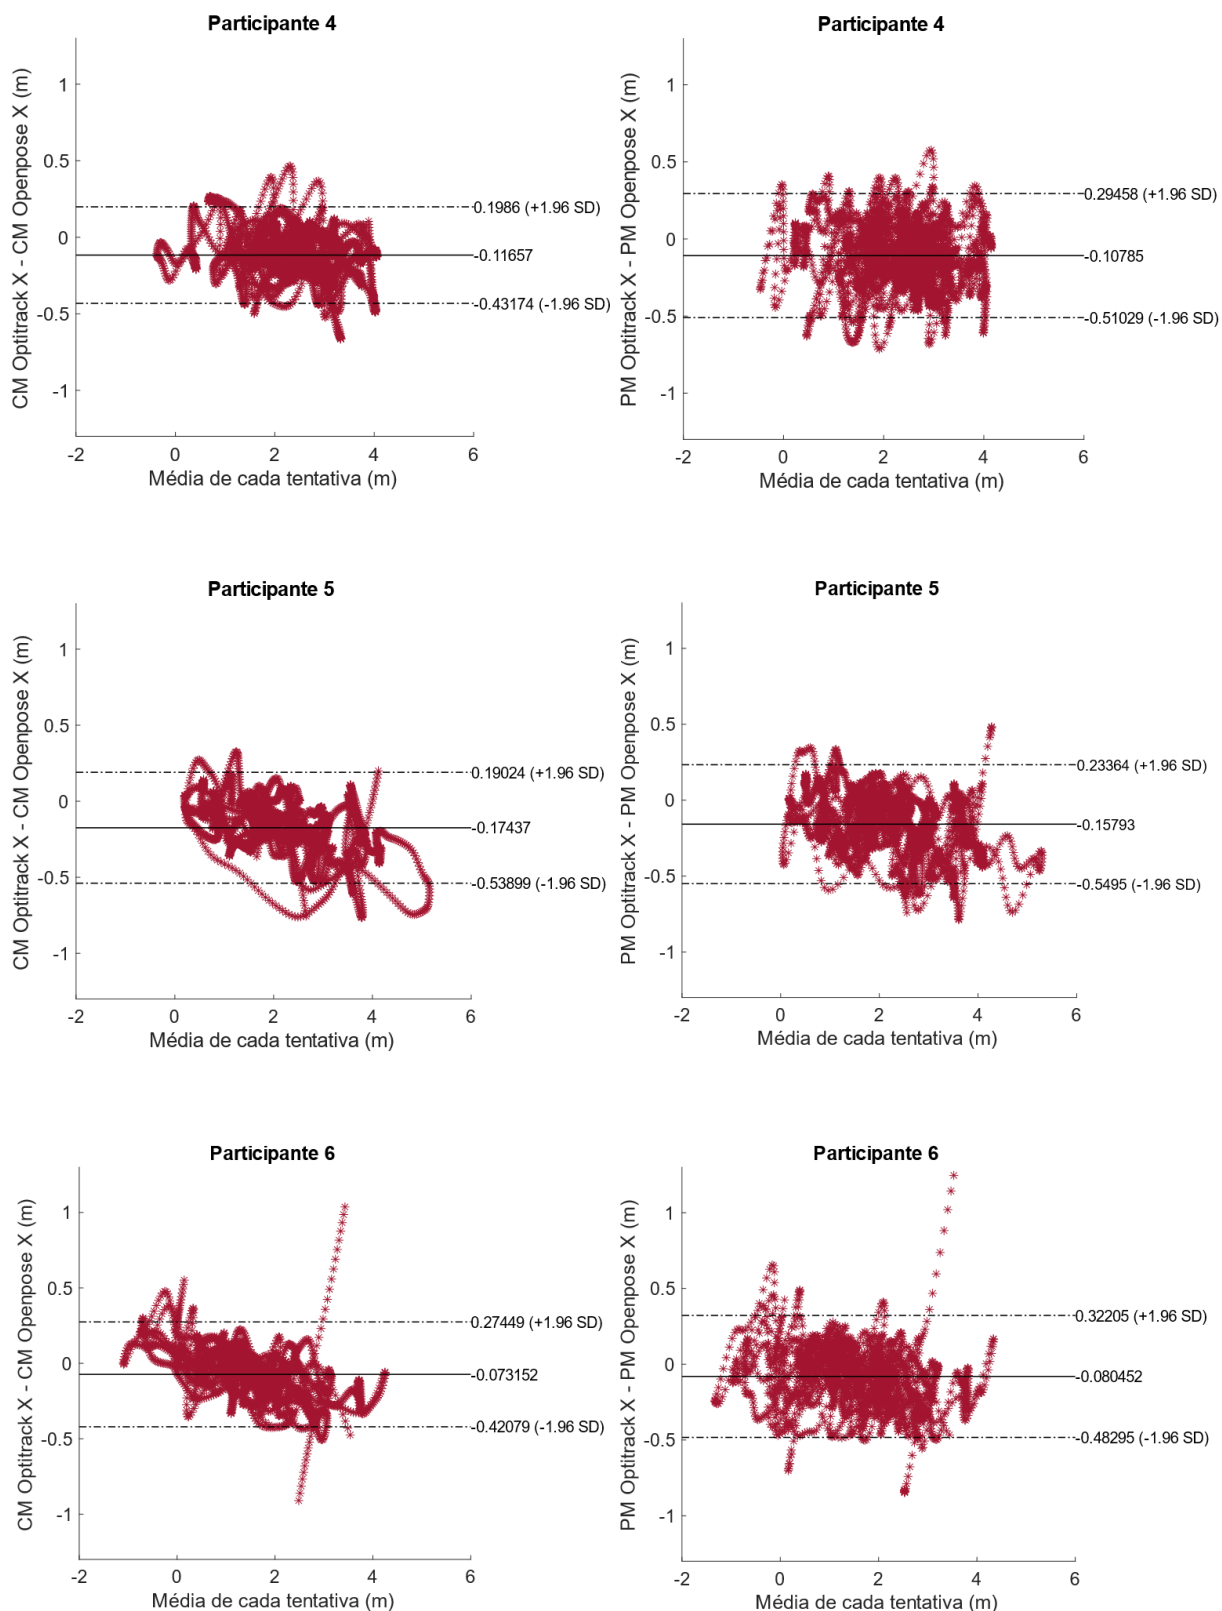 Participante 4
CM Optitrack X - CM Openpose X (m)
1
0.5
0
-0.5
-1
-2
0
2
4
6
0.1986 (+1.96 SD)
-0.11657
-0.43174 (-1.96 SD)
Média de cada tentativa (m)
Participante 4
PM Optitrack X - PM Openpose X (m)
1
0.5
0
-0.5
-1
-2
0
2
4
6
0.29458 (+1.96 SD)
-0.10785
-0.51029 (-1.96 SD)
Média de cada tentativa (m)
Participante 5
CM Optitrack X - CM Openpose X (m)
1
0.5
0
-0.5
-1
-2
0
2
4
6
0.19024 (+1.96 SD)
-0.17437
-0.53899 (-1.96 SD)
Média de cada tentativa (m)
Participante 5
PM Optitrack X - PM Openpose X (m)
1
0.5
0
-0.5
-1
-2
0
2
4
6
0.23364 (+1.96 SD)
-0.15793
-0.5495 (-1.96 SD)
Média de cada tentativa (m)
Participante 6
CM Optitrack X - CM Openpose X (m)
1
0.5
0
-0.5
-1
-2
0
2
4
6
0.27449 (+1.96 SD)
-0.073152
-0.42079 (-1.96 SD)
Média de cada tentativa (m)
Participante 6
PM Optitrack X - PM Openpose X (m)
1
0.5
0
-0.5
-1
-2
0
2
4
6
0.32205 (+1.96 SD)
-0.080452
-0.48295 (-1.96 SD)
Média de cada tentativa (m)